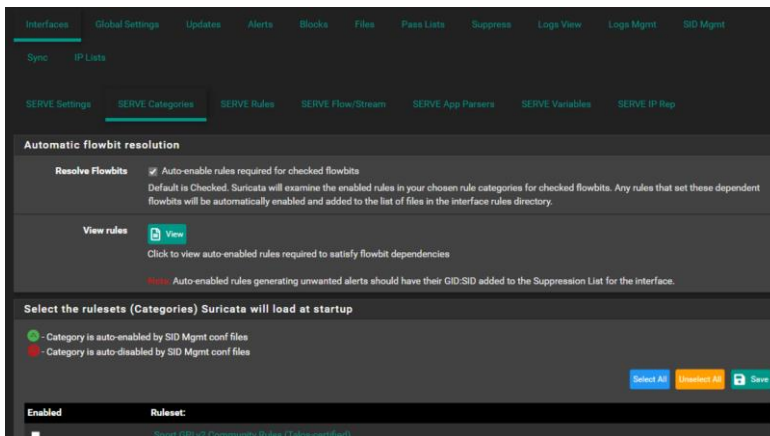 Interfaces Global Settings Updates Alerts Blocks Files Pass Lists Suppress Logs View Logs Mgmt SID Mgmt
Sync IP Lists
SERVE Settings SERVE Categories SERVE Rules SERVE Flow/Stream SERVE App Parsers SERVE Variables SERVE IP Rep
Automatic flowbit resolution
Resolve Flowbits Auto-enable rules required for checked flowbits
Default is Checked. Suricata will examine the enabled rules in your chosen rule categories for checked flowbits. Any rules that set these dependent
flowbits will be automatically enabled and added to the list of files in the interface rules directory.
View rules View
Click to view auto-enabled rules required to satisfy flowbit dependencies
Note: Auto-enabled rules generating unwanted alerts should have their GID:SID added to the Suppression List for the interface.
Select the rulesets (Categories) Suricata will load at startup
- Category is auto-enabled by SID Mgmt conf files
- Category is auto-disabled by SID Mgmt conf files
Select All Unselect All Save
Enabled Ruleset:
Snort GPLv2 Community Rules (Talos certified)